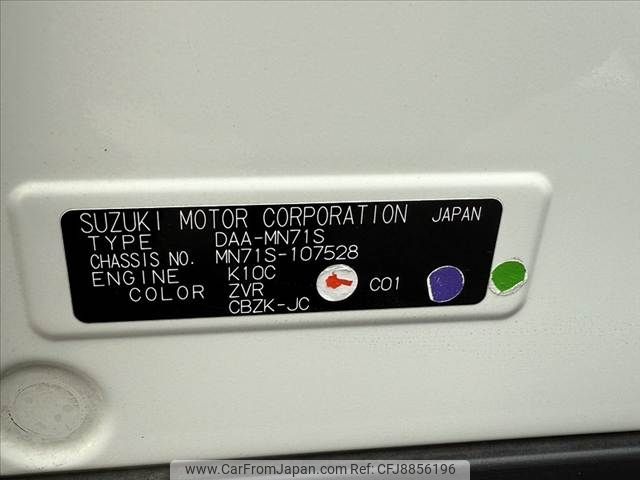 SUZUKI MOTOR CORPORATION JAPAN
TYPE DAA-MN71S
CHASSIS NO. MN71S-107528
ENGINE K10C
COLOR ZVR C01
CBZK-JC
www.CarFromJapan.com ID:CFJ8856196